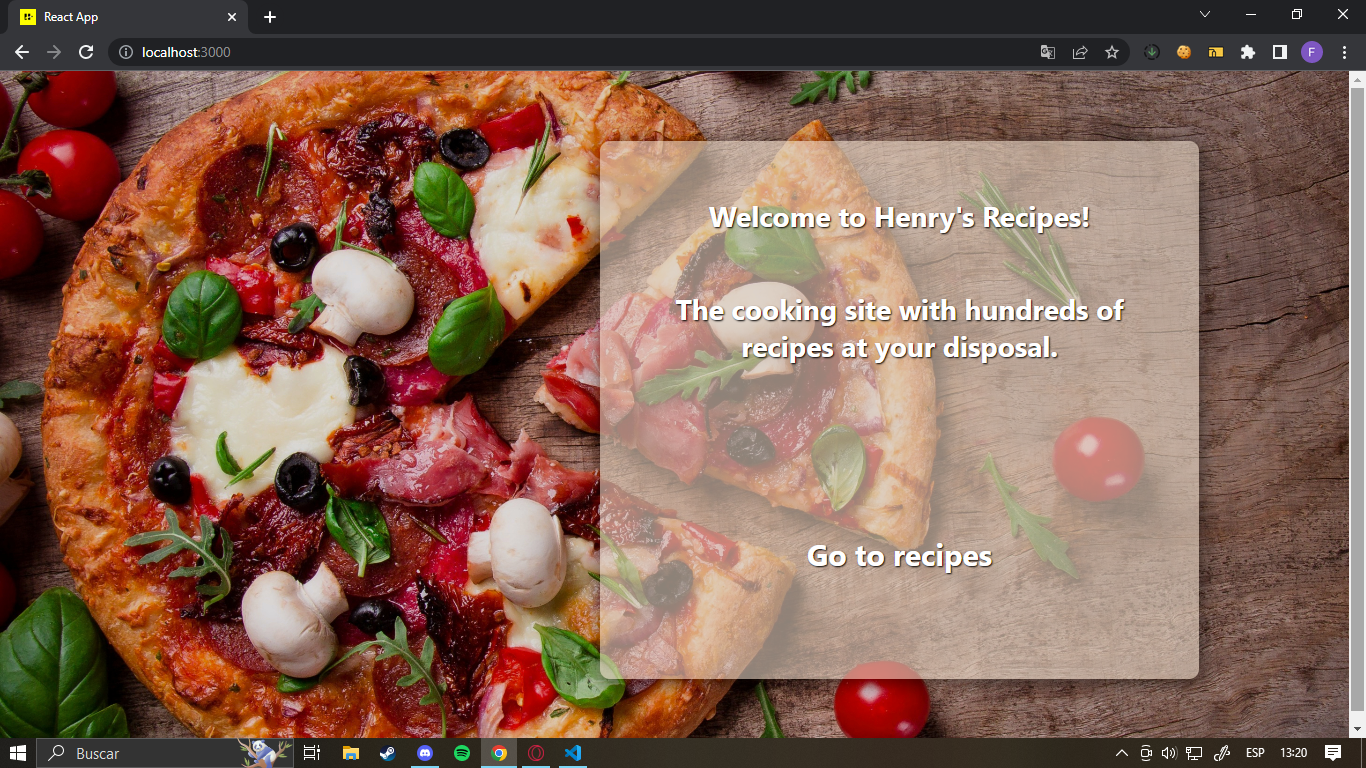 React App
localhost:3000
F
Welcome to Henry's Recipes!
The cooking site with hundreds of
recipes at your disposal.
Go to recipes
Buscar
ESP
13:20